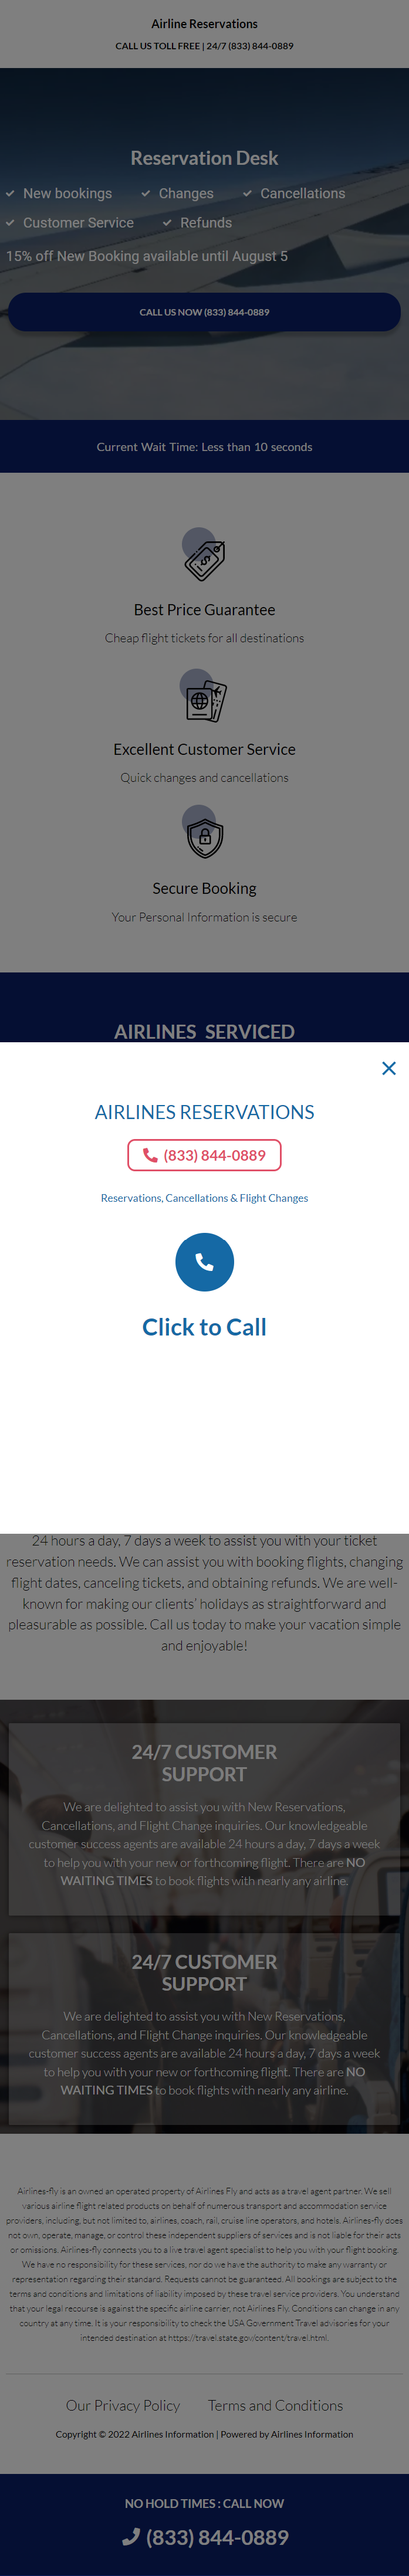 Airline Reservations
CALL US TOLL FREE | 24/7 (833) 844-0889
Reservation Desk
New bookings Changes Cancellations
Customer Service Refunds
15% off New Booking available until August 5
CALL US NOW (833) 844-0889
Current Wait Time: Less than 10 seconds
Best Price Guarantee
Cheap flight tickets for all destinations
Excellent Customer Service
Quick changes and cancellations
Secure Booking
Your Personal Information is secure
AIRLINES SERVICED
AIRLINES RESERVATIONS
(833) 844-0889
Reservations, Cancellations & Flight Changes
Click to Call
24 hours a day, 7 days a week to assist you with your ticket
reservation needs. We can assist you with booking flights, changing
flight dates, canceling tickets, and obtaining refunds. We are well-
known for making our clients’ holidays as straightforward and
pleasurable as possible. Call us today to make your vacation simple
and enjoyable!
24/7 CUSTOMER
SUPPORT
We are delighted to assist you with New Reservations,
Cancellations, and Flight Change inquiries. Our knowledgeable
customer success agents are available 24 hours a day, 7 days a week
to help you with your new or forthcoming flight. There are NO
WAITING TIMES to book flights with nearly any airline.
24/7 CUSTOMER
SUPPORT
We are delighted to assist you with New Reservations,
Cancellations, and Flight Change inquiries. Our knowledgeable
customer success agents are available 24 hours a day, 7 days a week
to help you with your new or forthcoming flight. There are NO
WAITING TIMES to book flights with nearly any airline.
Airlines-fly is an owned an operated property of Airlines Fly and acts as a travel agent partner. We sell
various airline flight related products on behalf of numerous transport and accommodation service
providers, including, but not limited to, airlines, coach, rail, cruise line operators, and hotels. Airlines-fly does
not own, operate, manage, or control these independent suppliers of services and is not liable for their acts
or omissions. Airlines-fly connects you to a live travel agent specialist to help you with your flight booking.
We have no responsibility for these services, nor do we have the authority to make any warranty or
representation regarding their standard. Requests cannot be guaranteed. All bookings are subject to the
terms and conditions and limitations of liability imposed by these travel service providers. You understand
that your legal recourse is against the specific airline carrier, not Airlines Fly. Conditions can change in any
country at any time. It is your responsibility to check the USA Government Travel advisories for your
intended destination at https://travel.state.gov/content/travel.html.
Our Privacy Policy Terms and Conditions
Copyright © 2022 Airlines Information | Powered by Airlines Information
NO HOLD TIMES : CALL NOW
(833) 844-0889